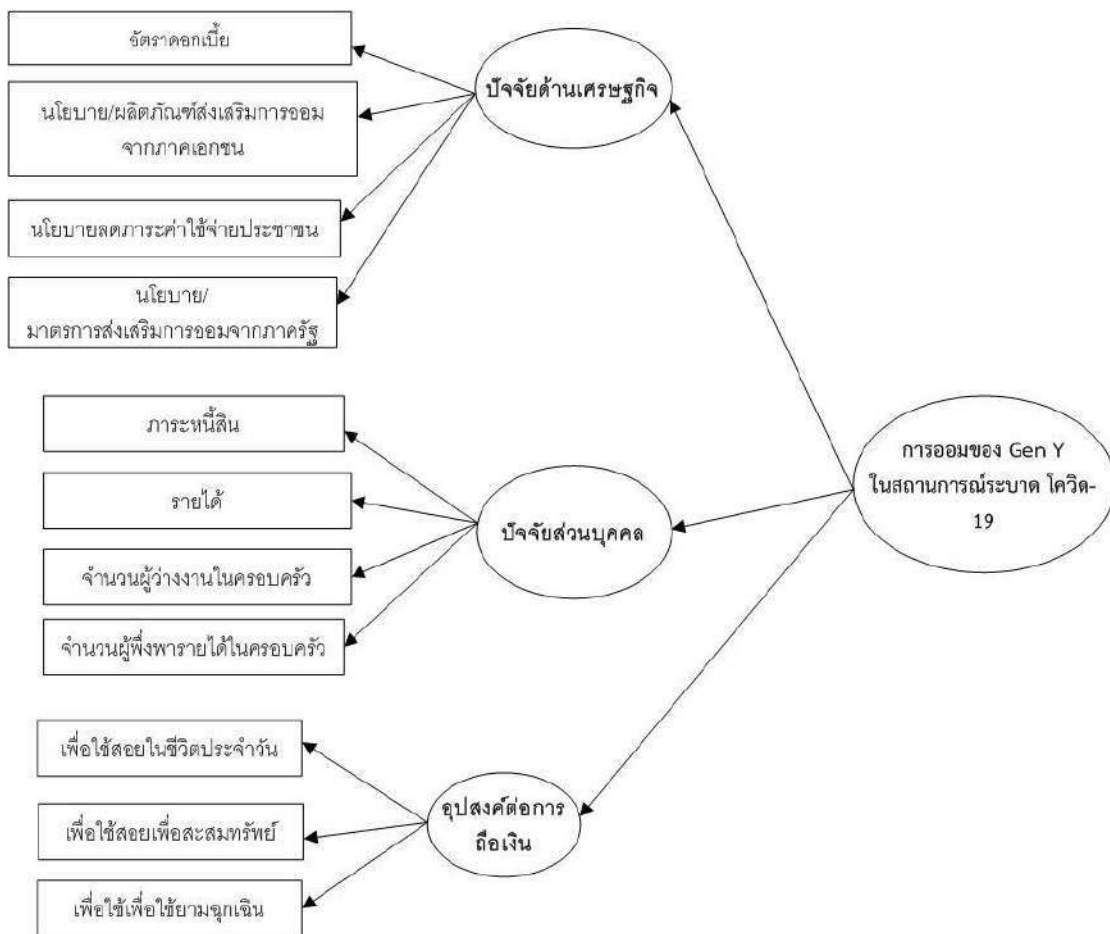 อัตราดอกเบี้ย
ปัจจัยด้านเศรษฐกิจ
นโยบาย/ผลิตภัณฑ์ส่งเสริมการออม
จากภาคเอกชน
นโยบายลดภาระค่าใช้จ่ายประชาชน
นโยบาย/
มาตรการส่งเสริมการออมจากภาครัฐ
ภาระหนี้สิน
รายได้
ปัจจัยส่วนบุคคล
จำนวนผู้ว่างงานในครอบครัว
จำนวนผู้พึ่งพารายได้ในครอบครัว
การออมของ Gen Y
ในสถานการณ์ระบาด โควิด-
19
เพื่อใช้สอยในชีวิตประจำวัน
เพื่อใช้สอยเพื่อสะสมทรัพย์
เพื่อใช้เพื่อใช้ยามฉุกเฉิน
อุปสงค์ต่อการ
ถือเงิน